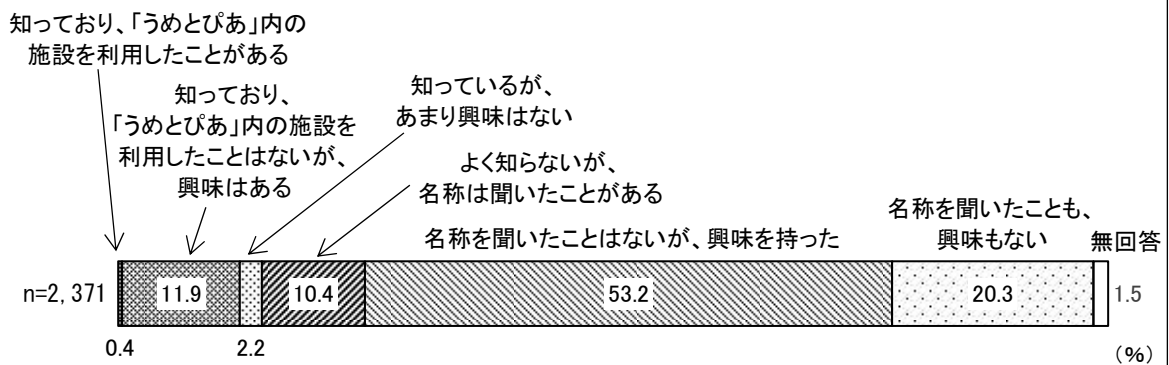 知っており、「うめとぴあ」内の
施設を利用したことがある
知っており、
「うめとぴあ」内の施設を
利用したことはないが、
興味はある
知っているが、
あまり興味はない
よく知らないが、
名称は聞いたことがある
名称を聞いたことはないが、興味を持った
名称を聞いたことも、
興味もない
無回答
n=2,371
11.9
10.4
53.2
20.3
1.5
0.4
2.2
(%)